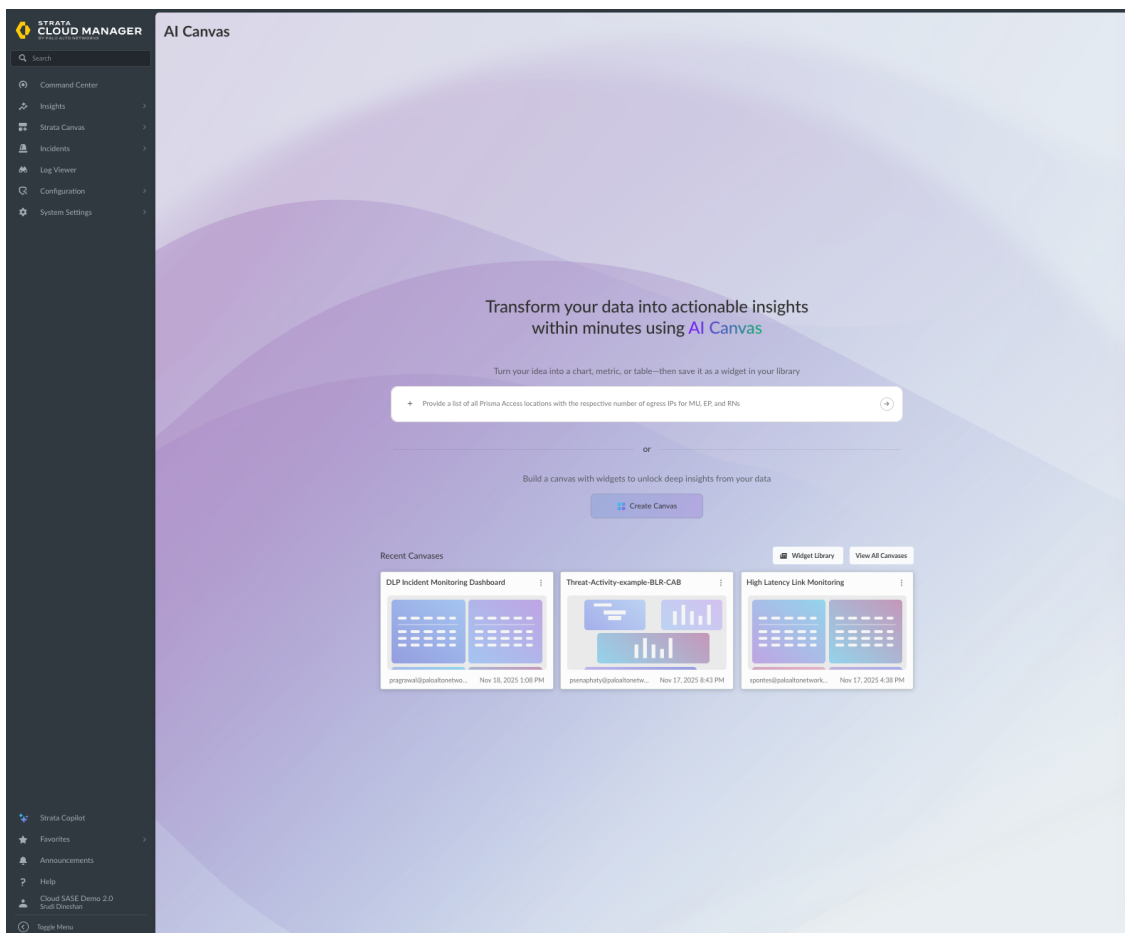 STRATA
CLOUD MANAGER
BY PALO ALTO NETWORKS
AI Canvas
Search
Command Center
Insights
Strata Canvas
Incidents
Log Viewer
Configuration
System Settings
Transform your data into actionable insights
within minutes using AI Canvas
Turn your idea into a chart, metric, or table—then save it as a widget in your library
+ Provide a list of all Prisma Access locations with the respective number of egress IPs for MU, EP, and RNs
or
Build a canvas with widgets to unlock deep insights from your data
Create Canvas
Recent Canvases
Widget Library
View All Canvases
DLP Incident Monitoring Dashboard
Threat-Activity-example-BLR-CAB
High Latency Link Monitoring
pragrawal@paloaltonetwo... Nov 18, 2025 1:08 PM
psenaphaty@paloaltonetw... Nov 17, 2025 8:43 PM
spontes@paloaltonetwork... Nov 17, 2025 4:38 PM
Strata Copilot
Favorites
Announcements
Help
Cloud SASE Demo 2.0
Srudi Dineshan
Toggle Menu